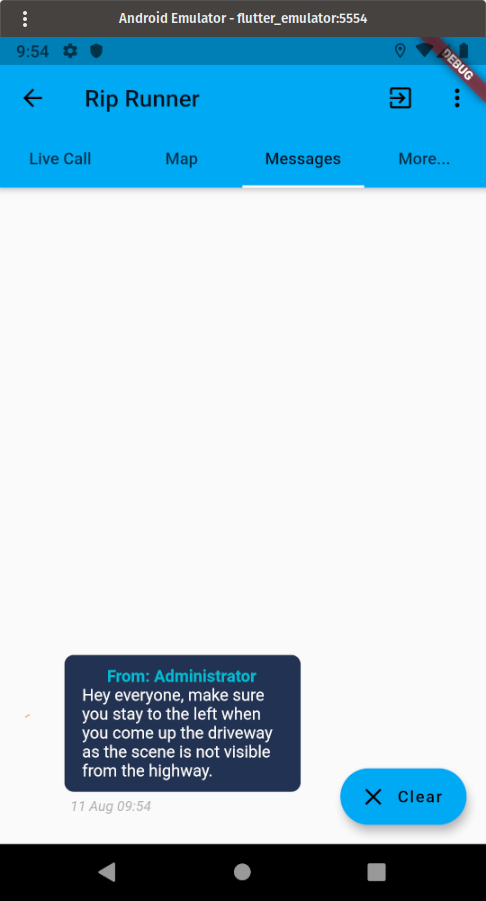 Android Emulator - flutter_emulator:5554
9:54
DEBUG
Rip Runner
Live Call Map Messages More...
From: Administrator
Hey everyone, make sure
you stay to the left when
you come up the driveway
as the scene is not visible
from the highway.
11 Aug 09:54
Clear